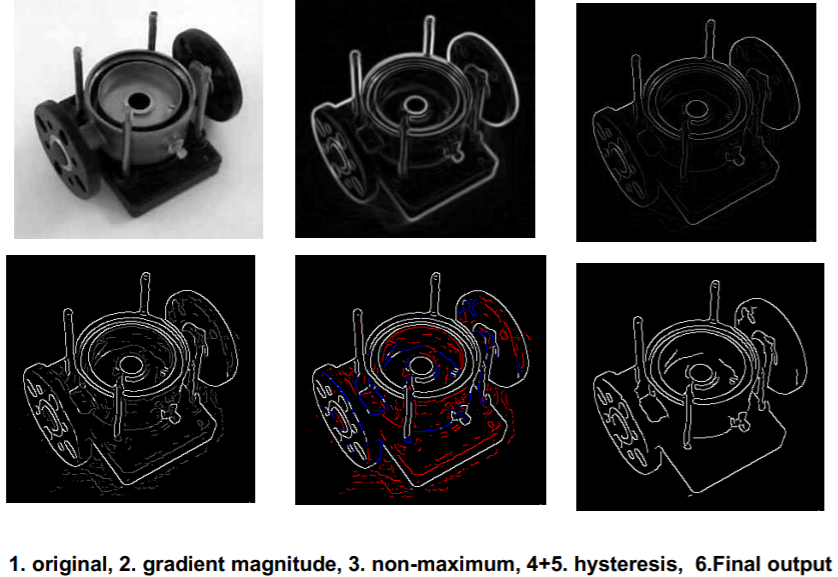 1. original, 2. gradient magnitude, 3. non-maximum, 4+5. hysteresis, 6.Final output